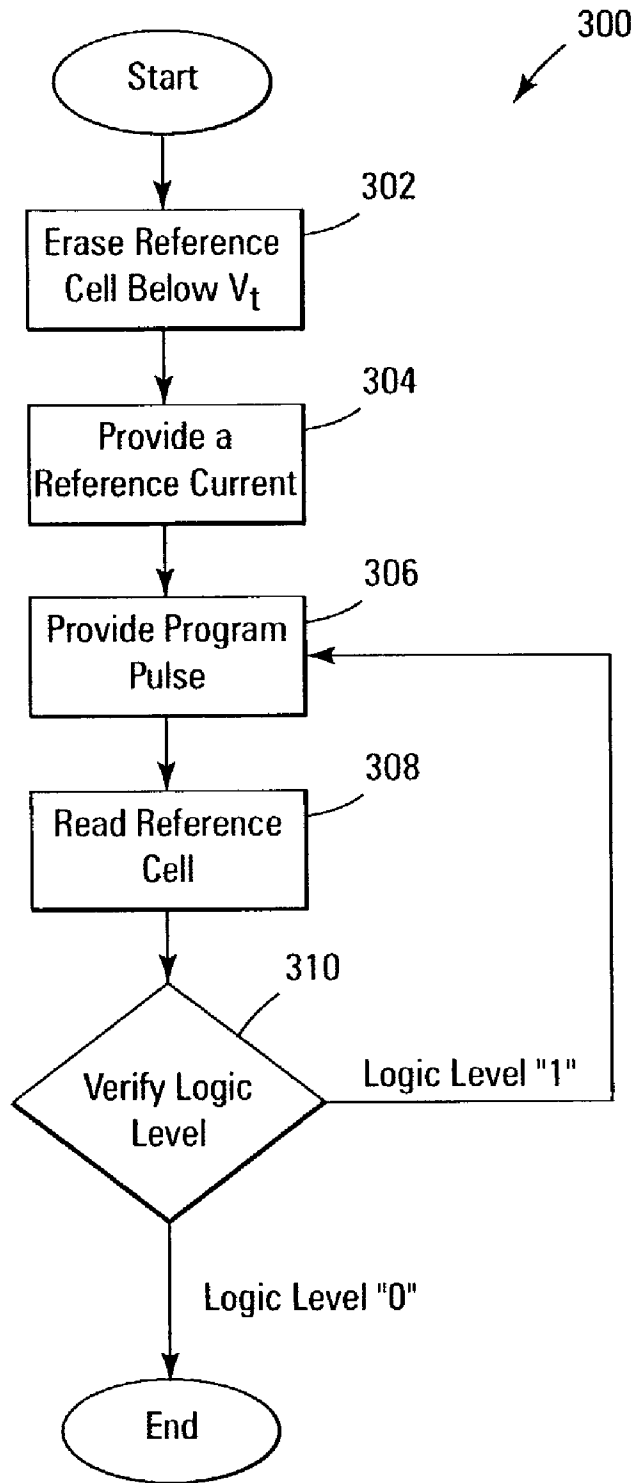 300
Start
302
Erase Reference
Cell Below Vt
304
Provide a
Reference Current
306
Provide Program
Pulse
308
Read Reference
Cell
310
Verify Logic
Level
Logic Level "1"
Logic Level "0"
End